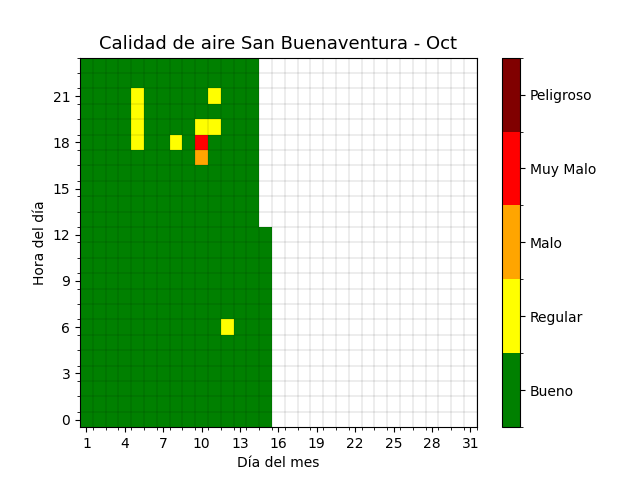 Calidad de aire San Buenaventura - Oct
Hora del día
21
18
15
12
9
6
3
0
1 4 7 10 13 16 19 22 25 28 31
Día del mes
Peligroso
Muy Malo
Malo
Regular
Bueno